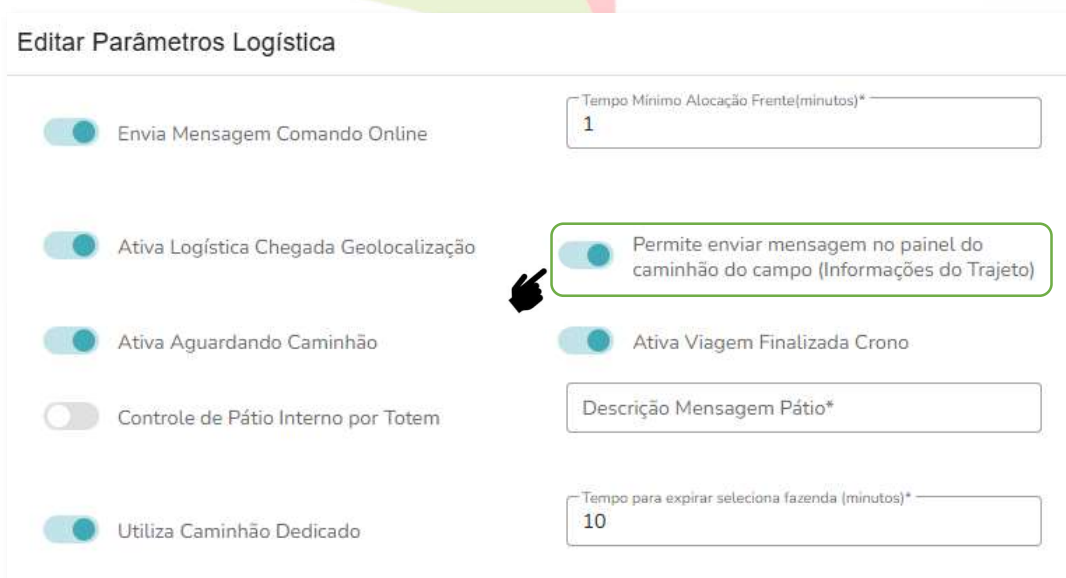 Editar Parâmetros Logística
Envia Mensagem Comando Online
Tempo Mínimo Alocação Frente(minutos)*
1
Ativa Logística Chegada Geolocalização
Permite enviar mensagem no painel do
caminhão do campo (Informações do Trajeto)
Ativa Aguardando Caminhão
Ativa Viagem Finalizada Crono
Controle de Pátio Interno por Totem
Descrição Mensagem Pátio*
Utiliza Caminhão Dedicado
Tempo para expirar seleciona fazenda (minutos)*
10